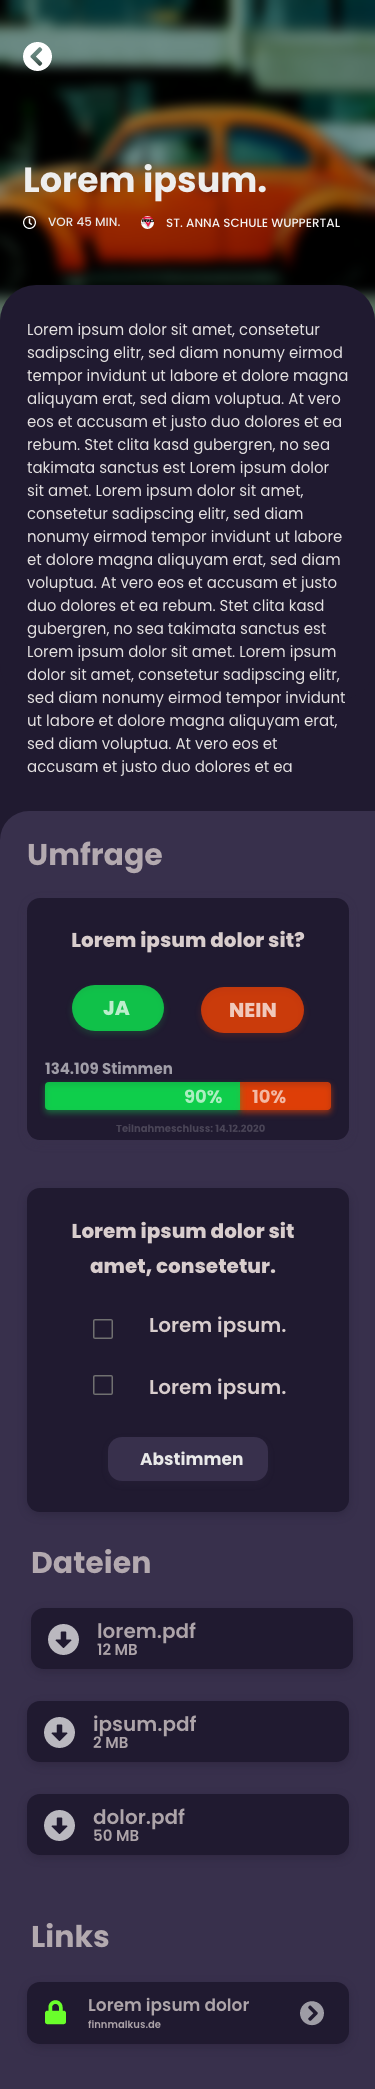 Lorem ipsum.
VOR 45 MIN. ST. ANNA SCHULE WUPPERTAL
Lorem ipsum dolor sit amet, consetetur
sadipscing elitr, sed diam nonumy eirmod
tempor invidunt ut labore et dolore magna
aliquyam erat, sed diam voluptua. At vero
eos et accusam et justo duo dolores et ea
rebum. Stet clita kasd gubergren, no sea
takimata sanctus est Lorem ipsum dolor
sit amet. Lorem ipsum dolor sit amet,
consetetur sadipscing elitr, sed diam
nonumy eirmod tempor invidunt ut labore
et dolore magna aliquyam erat, sed diam
voluptua. At vero eos et accusam et justo
duo dolores et ea rebum. Stet clita kasd
gubergren, no sea takimata sanctus est
Lorem ipsum dolor sit amet. Lorem ipsum
dolor sit amet, consetetur sadipscing elitr,
sed diam nonumy eirmod tempor invidunt
ut labore et dolore magna aliquyam erat,
sed diam voluptua. At vero eos et
accusam et justo duo dolores et ea
Umfrage
Lorem ipsum dolor sit?
JA NEIN
134.109 Stimmen
90% 10%
Teilnahmeschluss: 14.12.2020
Lorem ipsum dolor sit
amet, consetetur.
Lorem ipsum.
Lorem ipsum.
Abstimmen
Dateien
lorem.pdf
12 MB
ipsum.pdf
2 MB
dolor.pdf
50 MB
Links
Lorem ipsum dolor
finnmalkus.de